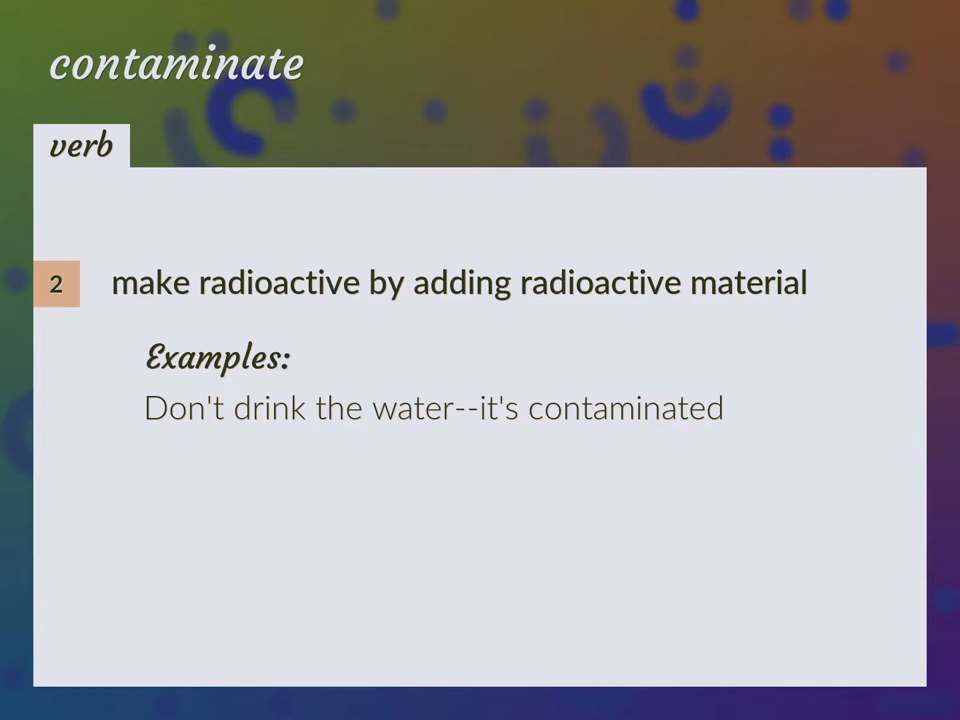 contaminate
verb
2 make radioactive by adding radioactive material
Examples:
Don't drink the water--it's contaminated